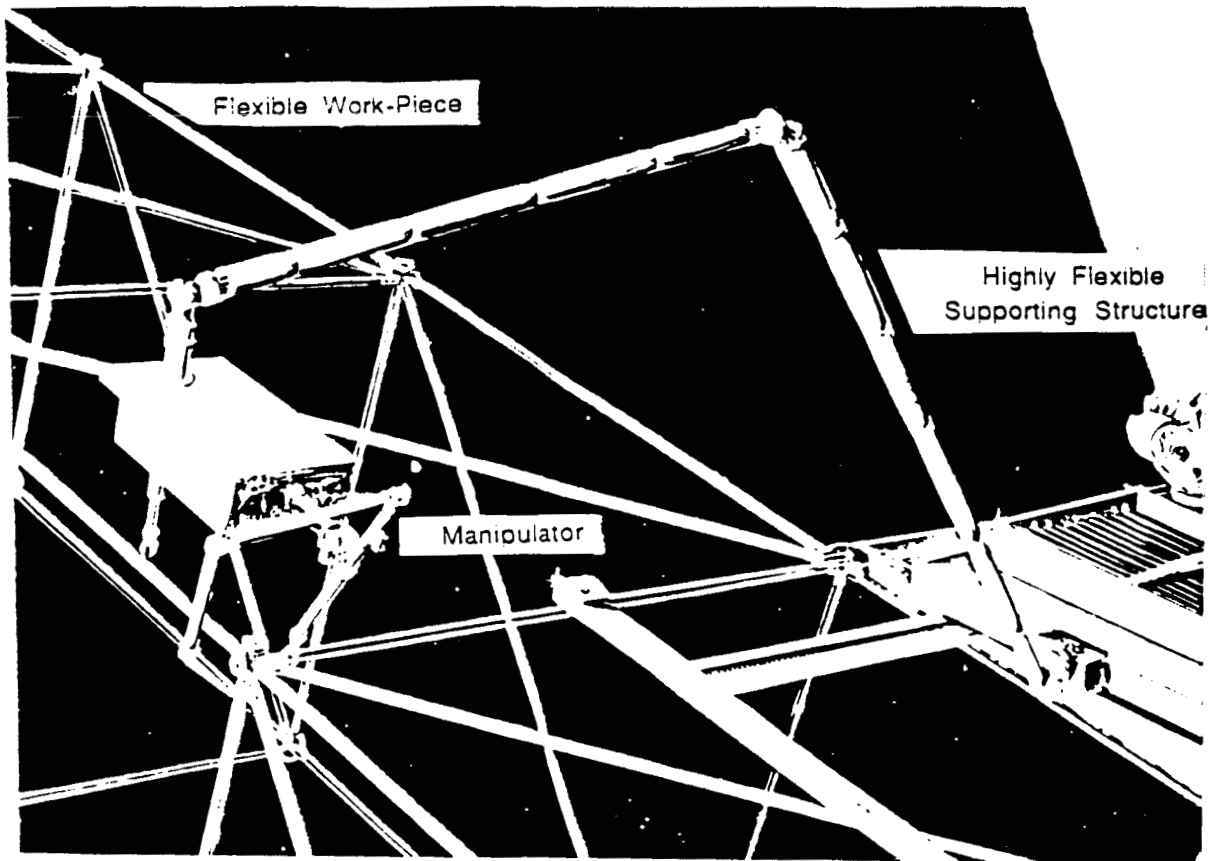 Flexible Work-Piece
Highly Flexible
Supporting Structure
Manipulator